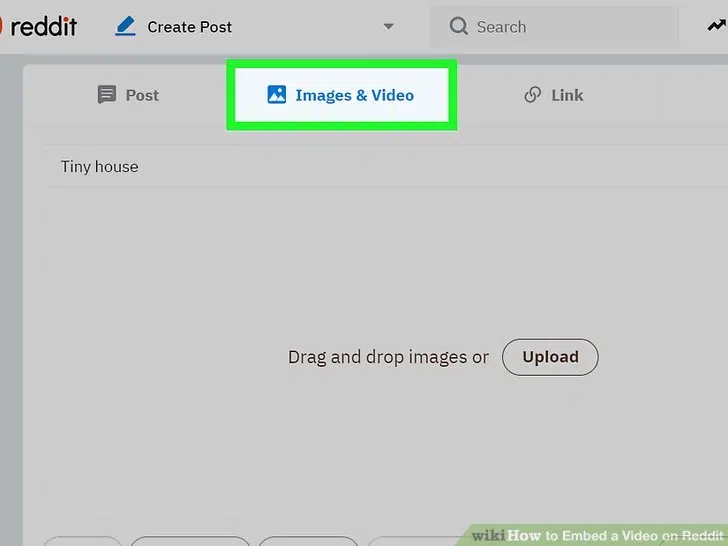 reddit Create Post Search
Post Images & Video Link
Tiny house
Drag and drop images or Upload
wikiHow to Embed a Video on Reddit